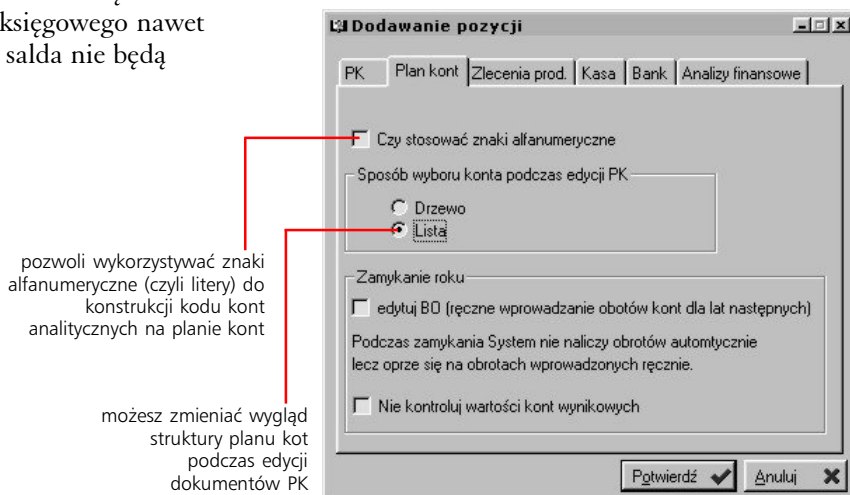 księgowego nawet
salda nie będą
Dodawanie pozycji
PK
Plan kont
Zlecenia prod.
Kasa
Bank
Analizy finansowe
Czy stosować znaki alfanumeryczne
Sposób wyboru konta podczas edycji PK
Drzewo
Lista
pozwoli wykorzystywać znaki
alfanumeryczne (czyli litery) do
konstrukcji kodu kont
analitycznych na planie kont
Zamykanie roku
edytuj BO (ręczne wprowadzanie obotów kont dla lat następnych)
Podczas zamykania System nie naliczy obrotów automtycznie
lecz oprze się na obrotach wprowadzonych ręcznie.
Nie kontroluj wartości kont wynikowych
możesz zmieniać wygląd
struktury planu kot
podczas edycji
dokumentów PK
Potwierdź
Anuluj